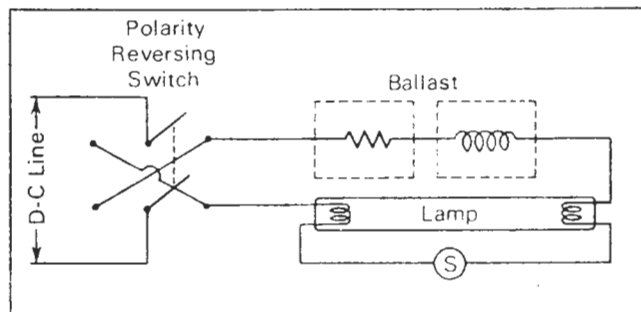 Polarity
Reversing
Switch
Ballast
D-C Line
Lamp
S